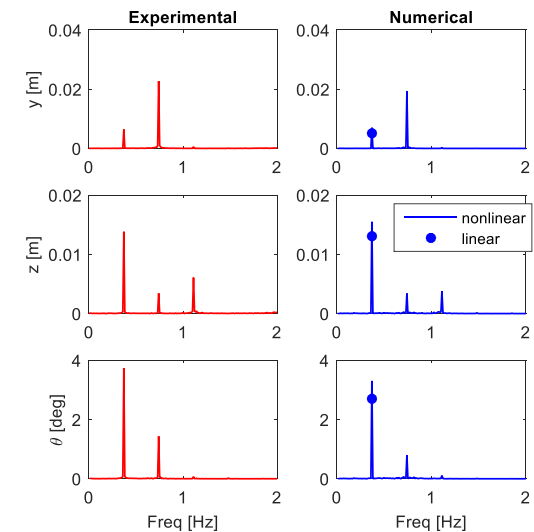 Experimental Numerical
0.04 0.04
y [m] 0.02 0.02
0 0
0 1 2 0 1 2
0.02 0.02
nonlinear
z [m] 0.01 0.01 linear
0 0
0 1 2 0 1 2
4 4
θ [deg] 2 2
0 0
0 1 2 0 1 2
Freq [Hz] Freq [Hz]